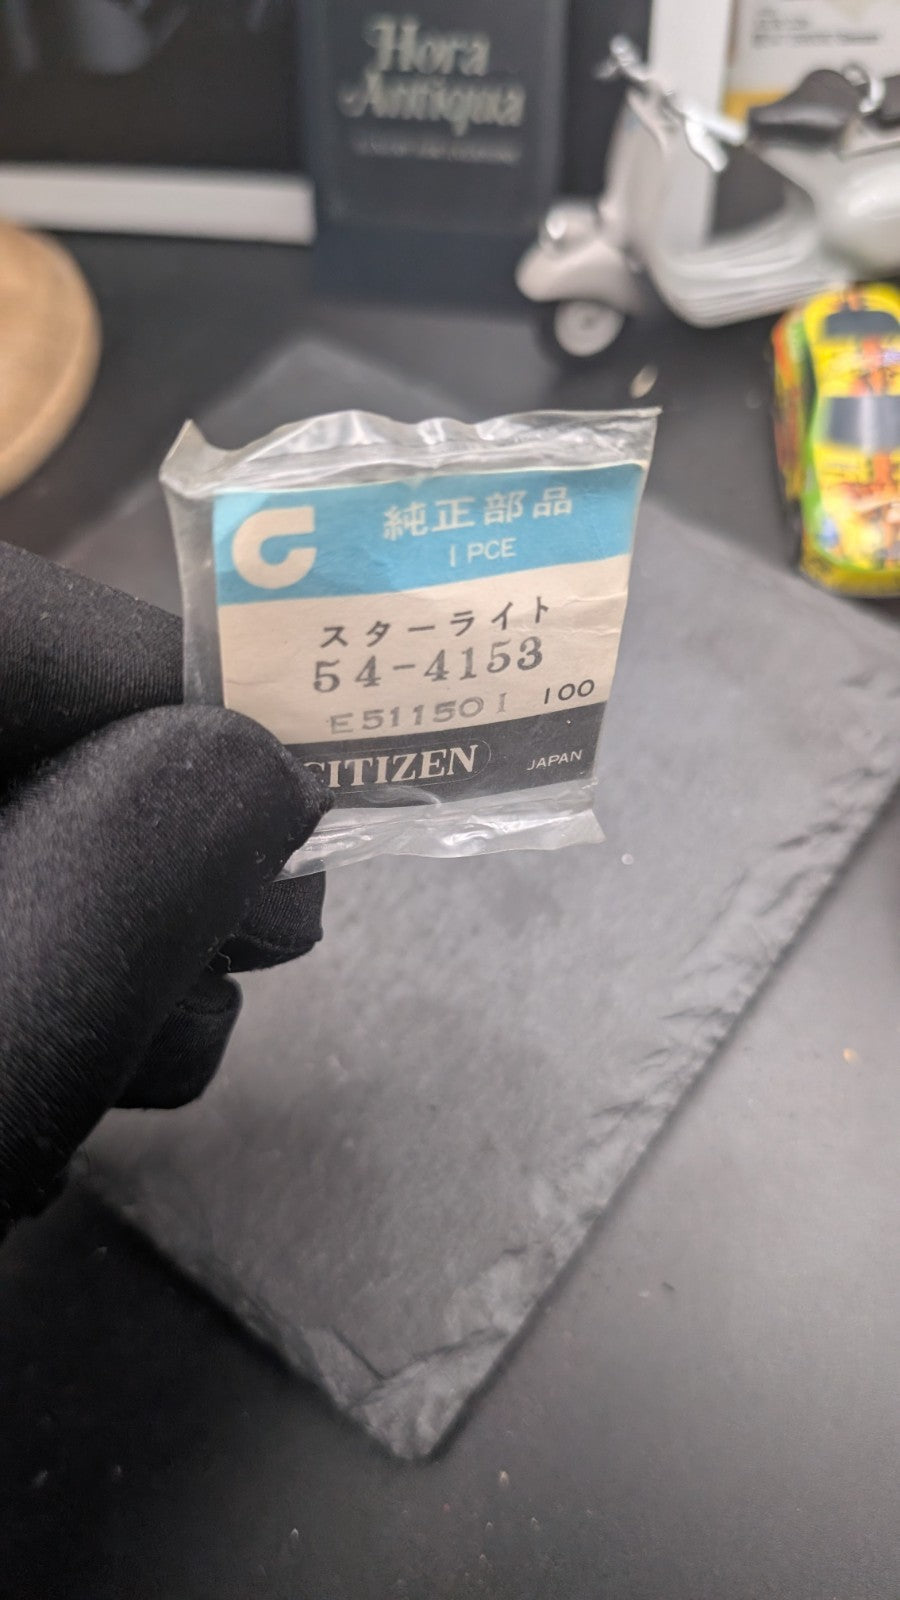 Hora
Antiqua
純正部品
1 PCE
スターライト
54-4153
E511501 100
CITIZEN
JAPAN